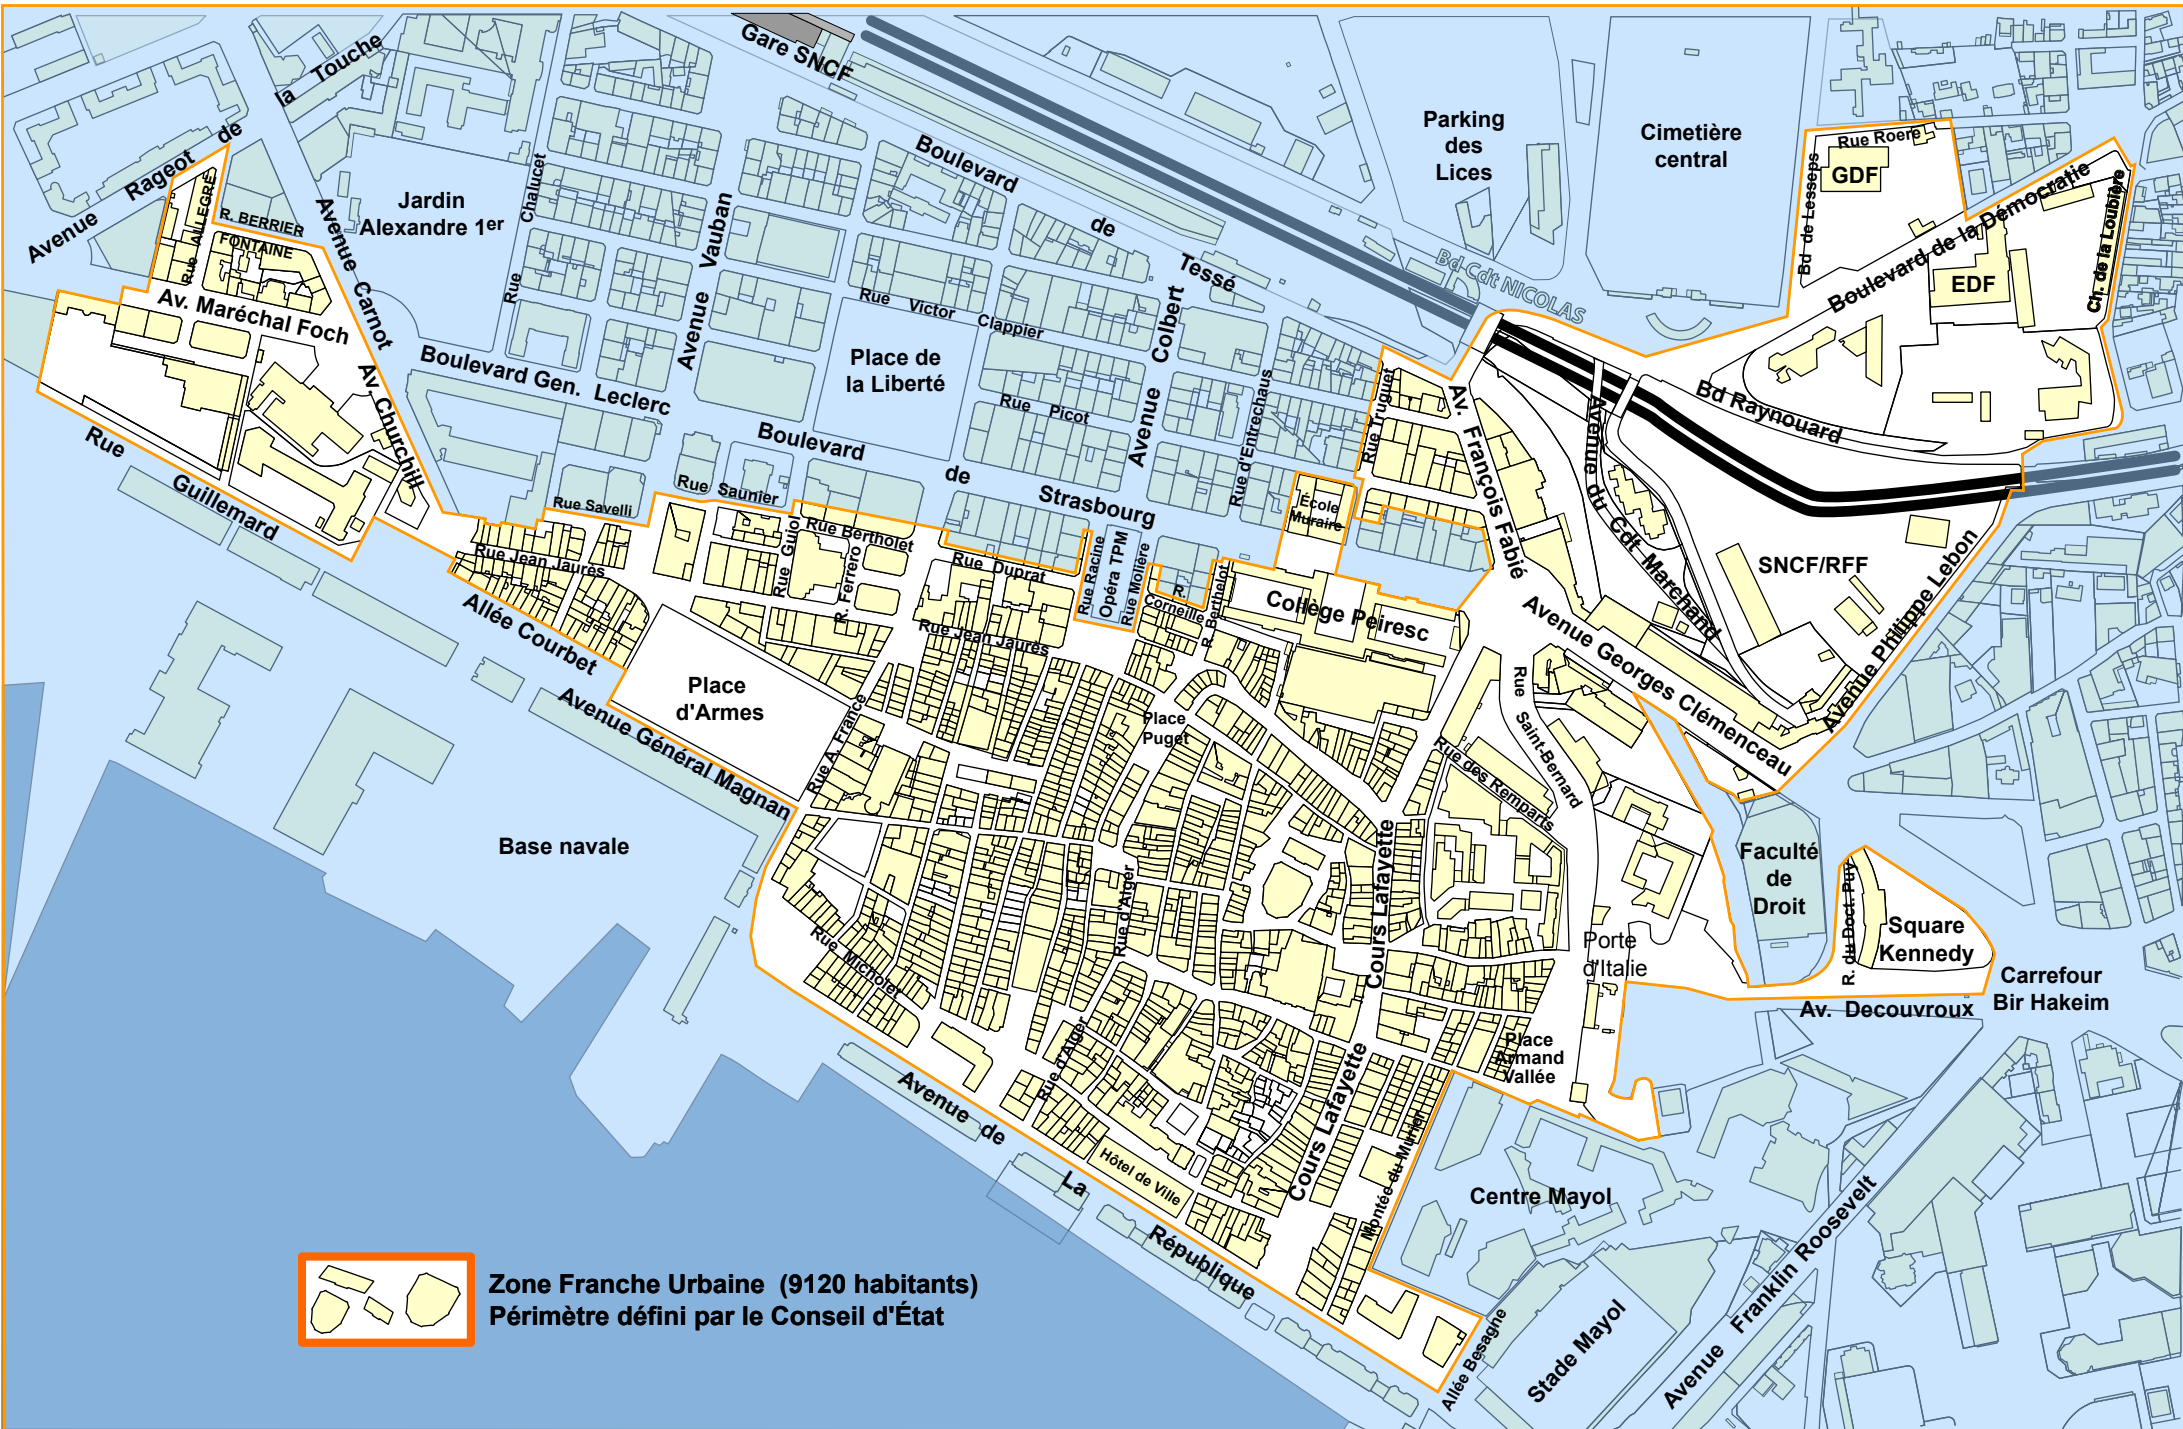 Gare SNCF
la Touche
Avenue Rageot de
Rue ALLEGRE
R. BERRIER
FONTAINE
Avenue Carnot
Jardin
Alexandre 1er
Rue Chalucet
Avenue Vauban
Boulevard de Tessé
Parking
des
Lices
Cimetière
central
Rue Roere
GDF
Bd de Lesseps
Boulevard de la Démocratie
EDF
Ch. de la Loubière
Bd Cdt NICOLAS
Av. Maréchal Foch
Av. Churchill
Boulevard Gen. Leclerc
Rue Victor Clappier
Place de
la Liberté
Avenue Colbert
Rue Picot
Rue d'Entrechaus
Rue Truguet
Av. François Fabié
Avenue du Cdt Marchand
Bd Raynouard
Rue Guillemard
Boulevard de Strasbourg
Rue Savelli
Rue Saunier
Rue Jean Jaurès
Rue Guiol
Rue Bertholet
R. Ferrero
Rue Duprat
Rue Jean Jaurès
Rue Racine
Opéra TPM
Rue Molière
R.
Corneille
R. Berthelot
École
Muraire
Collège Peiresc
SNCF/RFF
Avenue Philippe Lebon
Avenue Georges Clémenceau
Allée Courbet
Place
d'Armes
Avenue Général Magnan
Rue A. France
Place
Puget
Rue Saint-Bernard
Rue des Remparts
Base navale
Rue Micholet
Rue d'Alger
Cours Lafayette
Porte
d'Italie
Faculté
de
Droit
R. du Doct. Puy
Square
Kennedy
Carrefour
Bir Hakeim
Av. Decouvroux
Place
Armand
Vallée
Rue d'Alger
Cours Lafayette
Montée du Murier
Avenue de La République
Hôtel de Ville
Centre Mayol
Stade Mayol
Allée Besagne
Avenue Franklin Roosevelt
Zone Franche Urbaine (9120 habitants)
Périmètre défini par le Conseil d'État